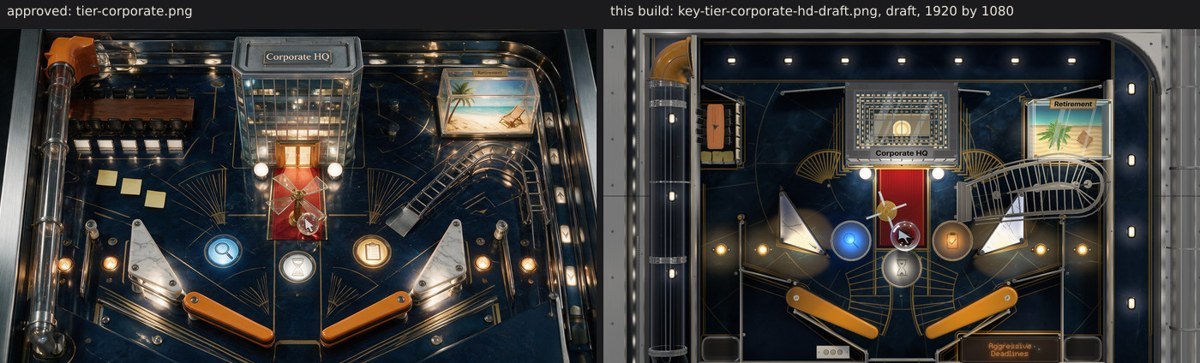 approved: tier-corporate.png
this build: key-tier-corporate-hd-draft.png, draft, 1920 by 1080
Corporate HQ
Retirement
Retirement
Corporate HQ
Aggressive
Deadlines